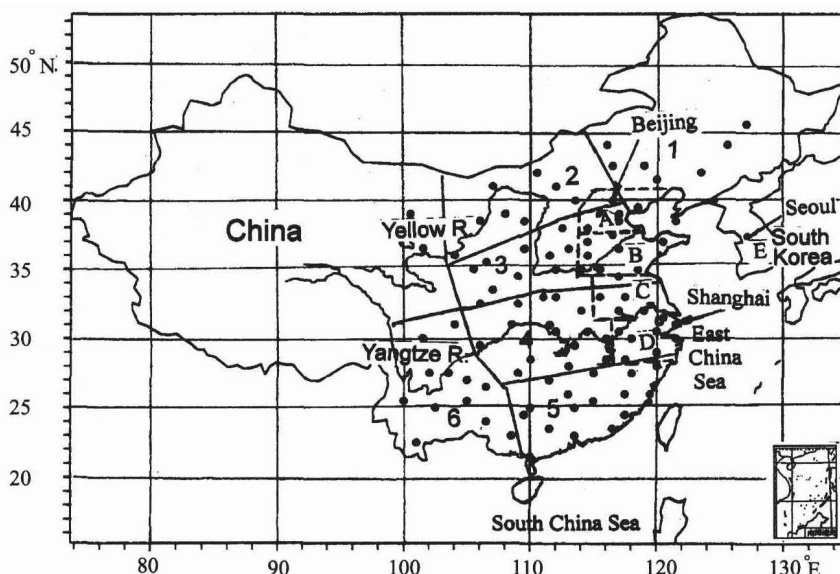 50°N.
45
40
35
30
25
20
80
90
100
110
120
130
°E
China
Yellow R.
Yangtze R.
Beijing
Seoul
South
Korea
Shanghai
East
China
Sea
South China Sea
1
2
3
4
5
6
A
B
C
D
E